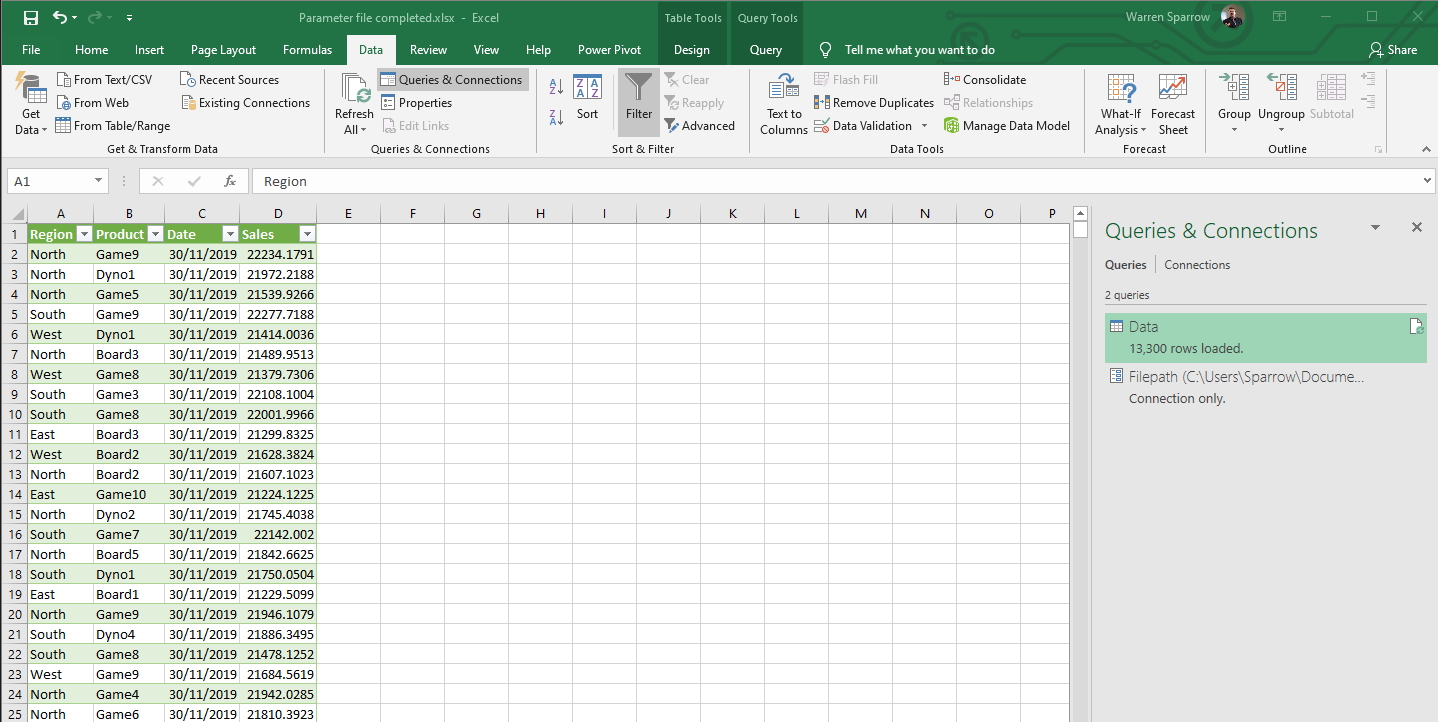 Parameter file completed.xlsx - Excel
Table Tools
Query Tools
Warren Sparrow
File Home Insert Page Layout Formulas Data Review View Help Power Pivot Design Query Tell me what you want to do Share
From Text/CSV Recent Sources Queries & Connections Clear Flash Fill Consolidate
From Web Existing Connections Properties Reapply Remove Duplicates Relationships
From Table/Range Edit Links Advanced Data Validation Manage Data Model
Get Data
Refresh All
Sort
Filter
Text to Columns
What-If Analysis
Forecast Sheet
Group
Ungroup
Subtotal
Get & Transform Data Queries & Connections Sort & Filter Data Tools Forecast Outline
A1 fx Region
A B C D E F G H I J K L M N O P
1 Region Product Date Sales
2 North Game9 30/11/2019 22234.1791
3 North Dyno1 30/11/2019 21972.2188
4 North Game5 30/11/2019 21539.9266
5 South Game9 30/11/2019 22277.7188
6 West Dyno1 30/11/2019 21414.0036
7 North Board3 30/11/2019 21489.9513
8 West Game8 30/11/2019 21379.7306
9 South Game3 30/11/2019 22108.1004
10 South Game8 30/11/2019 22001.9966
11 East Board3 30/11/2019 21299.8325
12 West Board2 30/11/2019 21628.3824
13 North Board2 30/11/2019 21607.1023
14 East Game10 30/11/2019 21224.1225
15 North Dyno2 30/11/2019 21745.4038
16 South Game7 30/11/2019 22142.002
17 North Board5 30/11/2019 21842.6625
18 South Dyno1 30/11/2019 21750.0504
19 East Board1 30/11/2019 21229.5099
20 North Game9 30/11/2019 21946.1079
21 South Dyno4 30/11/2019 21886.3495
22 South Game8 30/11/2019 21478.1252
23 West Game9 30/11/2019 21684.5619
24 North Game4 30/11/2019 21942.0285
25 North Game6 30/11/2019 21810.3923
Queries & Connections
Queries Connections
2 queries
Data
13,300 rows loaded.
Filepath (C:\Users\Sparrow\Docume...
Connection only.